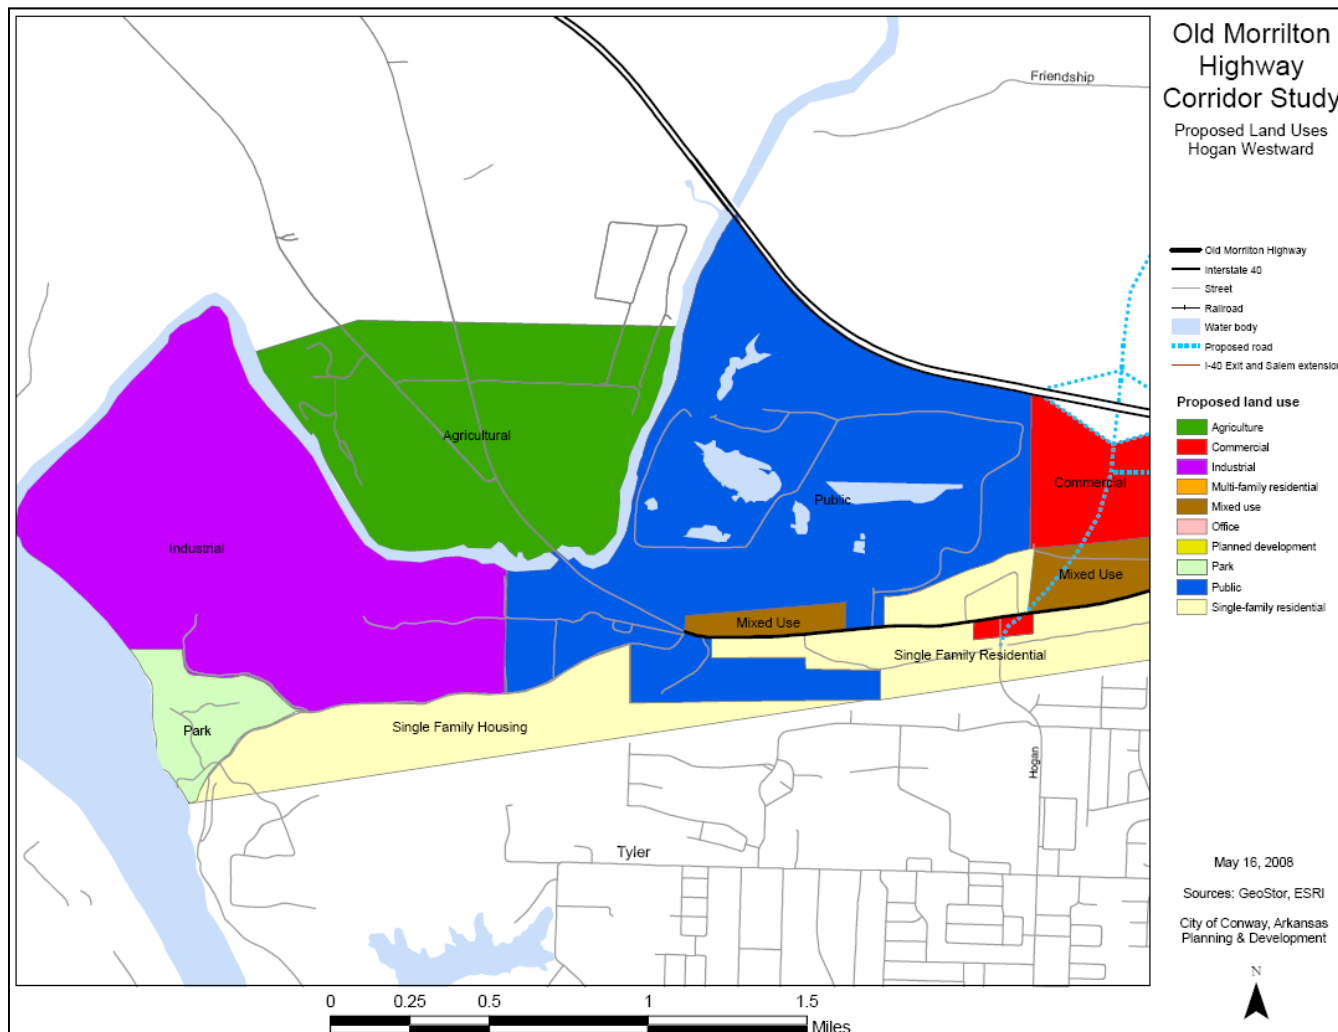 Old Morrilton
Highway
Corridor Study
Proposed Land Uses
Hogan Westward
Friendship
Old Morrilton Highway
Interstate 40
Street
Railroad
Water body
Proposed road
I-40 Exit and Salem extension
Proposed land use
Agriculture
Commercial
Industrial
Multi-family residential
Mixed use
Office
Planned development
Park
Public
Single-family residential
Agricultural
Commercial
Public
Industrial
Mixed Use
Mixed Use
Single Family Residential
Single Family Housing
Park
Hogan
Tyler
May 16, 2008
Sources: GeoStor, ESRI
City of Conway, Arkansas
Planning & Development
N
0 0.25 0.5 1 1.5
Miles